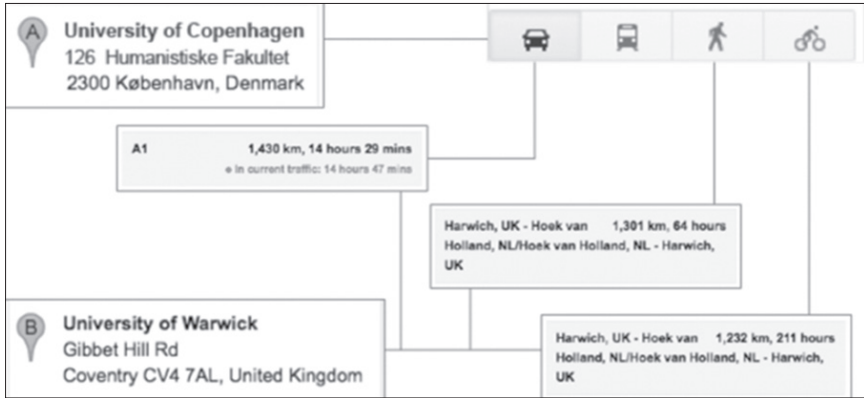 A
University of Copenhagen
126 Humanistiske Fakultet
2300 København, Denmark
A1 1,430 km, 14 hours 29 mins
In current traffic: 14 hours 47 mins
Harwich, UK - Hoek van 1,301 km, 64 hours
Holland, NL/Hoek van Holland, NL - Harwich,
UK
B
University of Warwick
Gibbet Hill Rd
Coventry CV4 7AL, United Kingdom
Harwich, UK - Hoek van 1,232 km, 211 hours
Holland, NL/Hoek van Holland, NL - Harwich,
UK